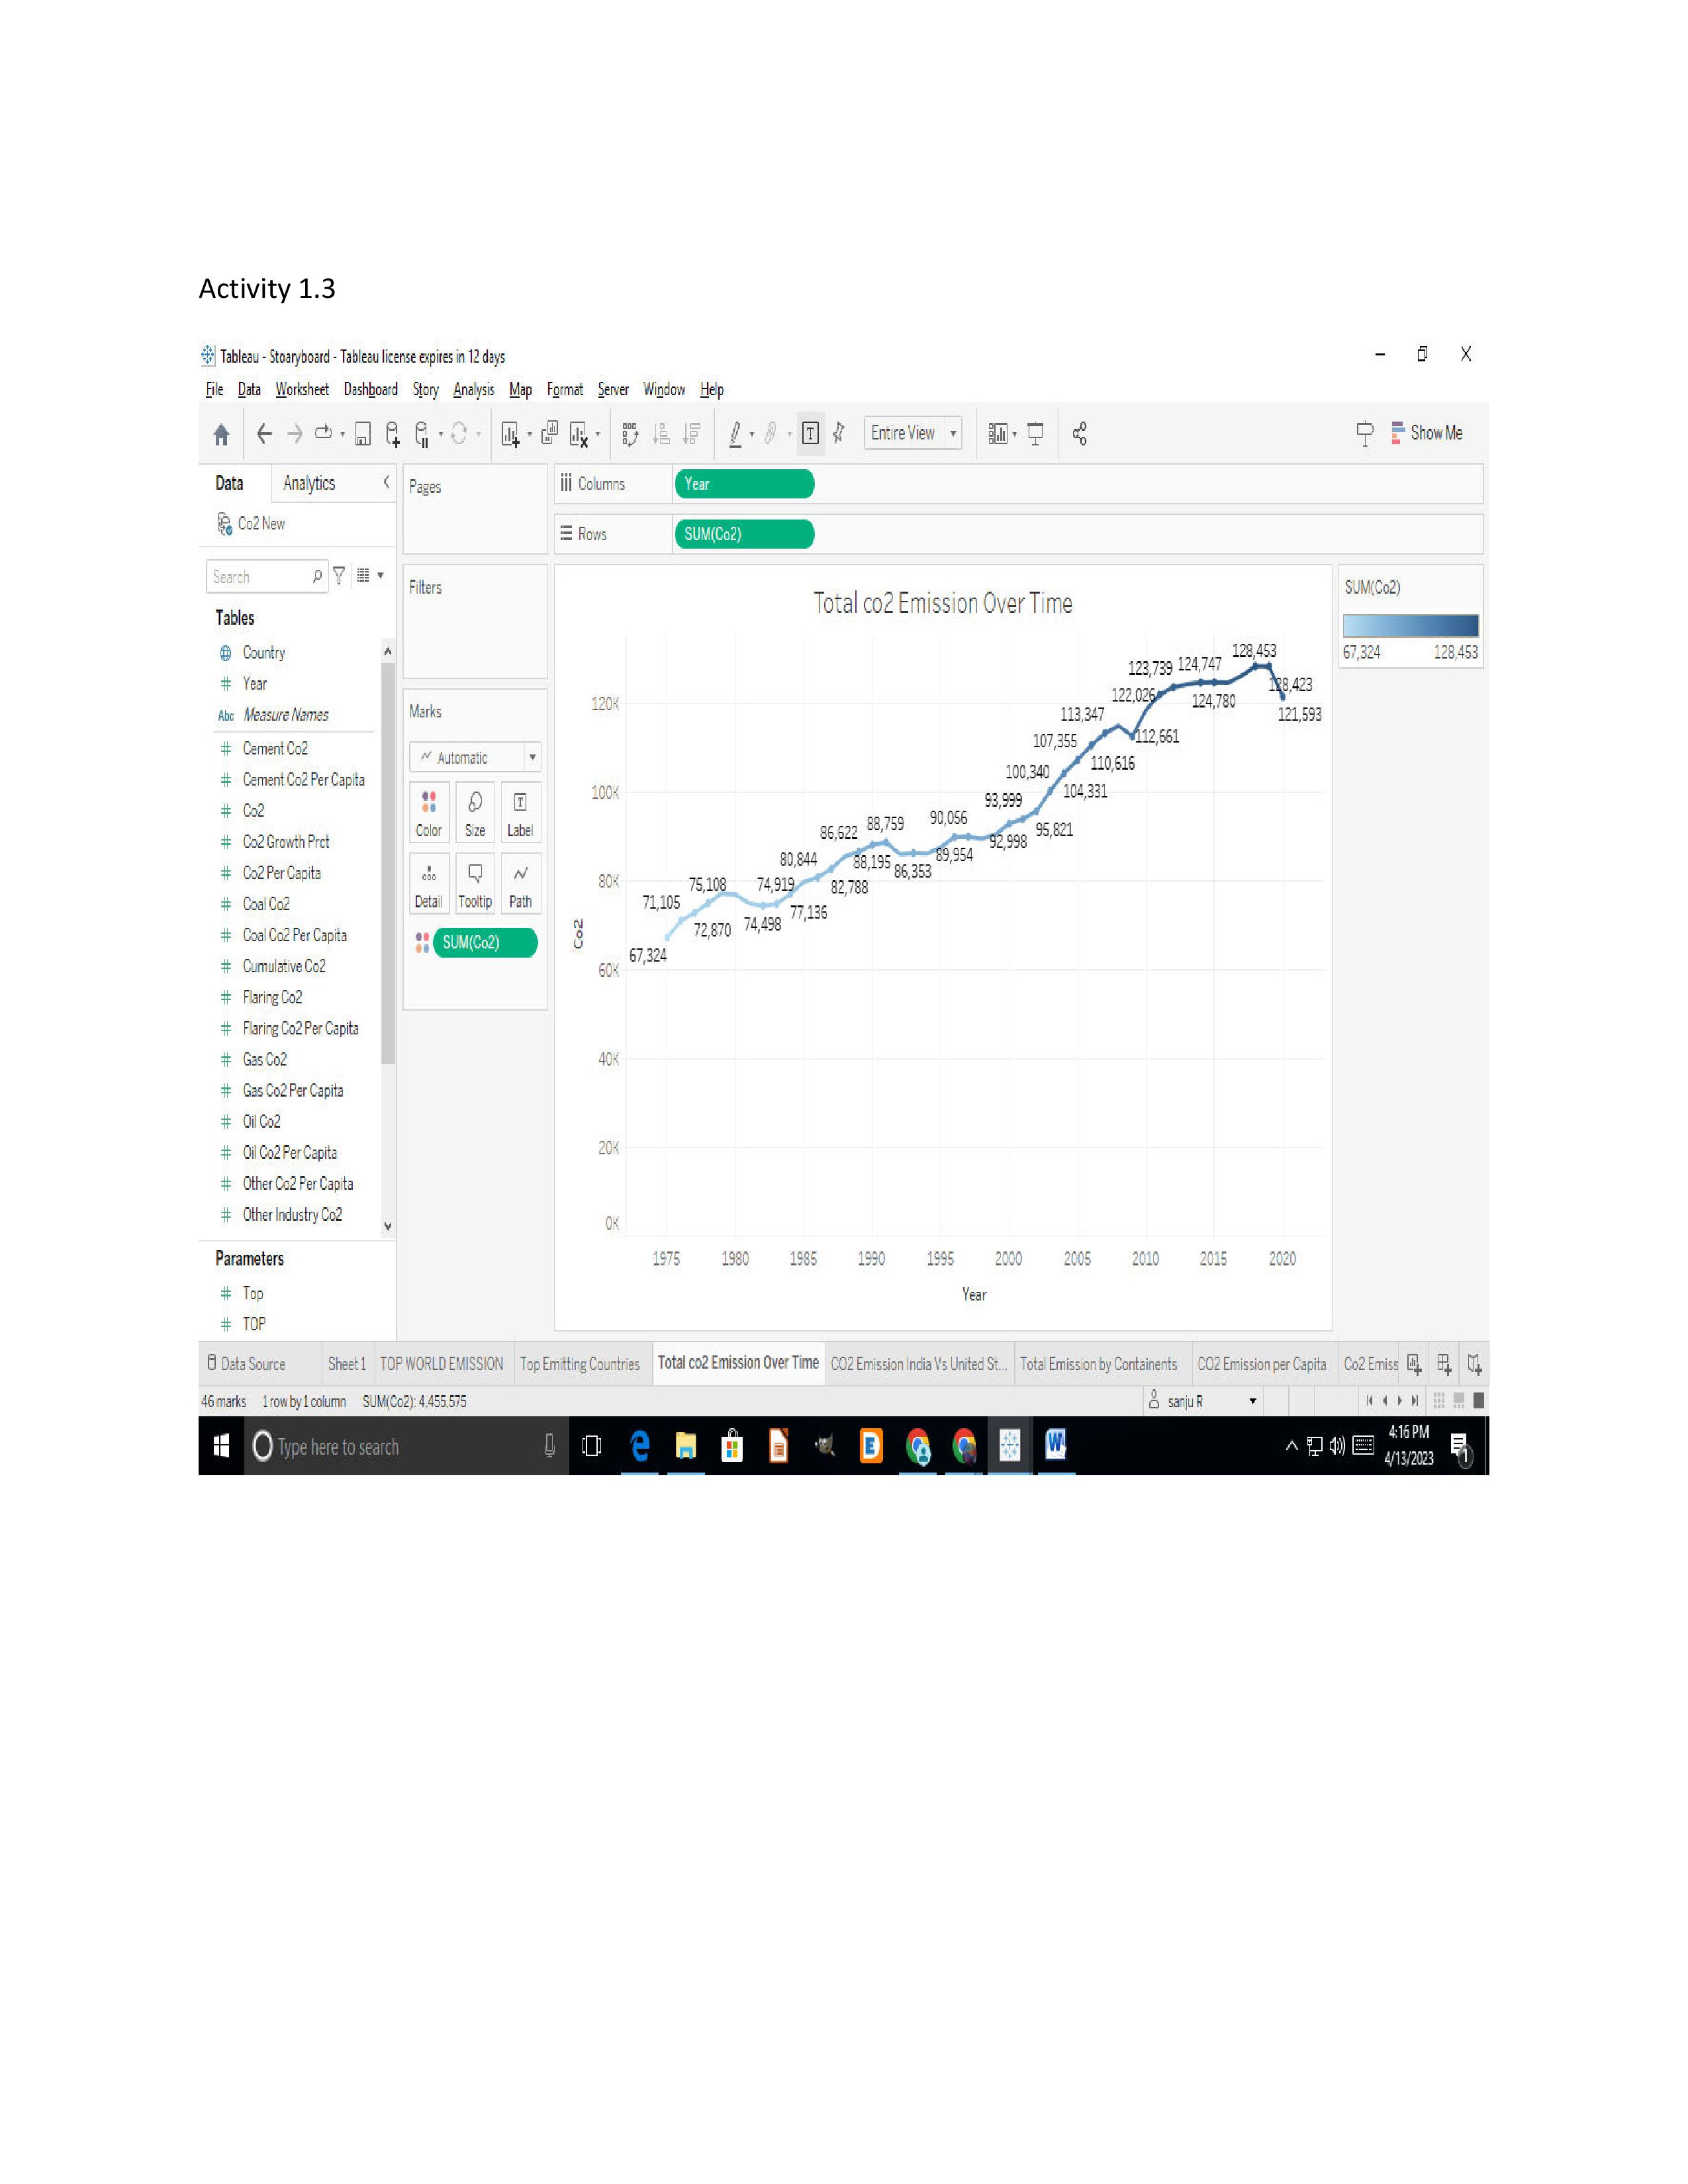 Activity 1.3
Tableau - Stoaryboard - Tableau license expires in 12 days
File Data Worksheet Dashboard Story Analysis Map Format Server Window Help
Entire View
Show Me
Data Analytics
Co2 New
Search
Tables
Country
Year
Abc Measure Names
Cement Co2
Cement Co2 Per Capita
Co2
Co2 Growth Prct
Co2 Per Capita
Coal Co2
Coal Co2 Per Capita
Cumulative Co2
Flaring Co2
Flaring Co2 Per Capita
Gas Co2
Gas Co2 Per Capita
Oil Co2
Oil Co2 Per Capita
Other Co2 Per Capita
Other Industry Co2
Parameters
Top
TOP
Pages
Filters
Marks
Automatic
Color Size Label
Detail Tooltip Path
SUM(Co2)
Columns Year
Rows SUM(Co2)
Total co2 Emission Over Time
128,453
123,739 124,747
128,423
122,026
124,780
121,593
113,347
112,661
107,355
110,616
100,340
104,331
93,999
95,821
90,056
92,998
88,759
86,622
89,954
88,195
86,353
80,844
82,788
75,108
74,919
77,136
71,105
74,498
72,870
67,324
120K
100K
80K
60K
40K
20K
0K
Co2
1975 1980 1985 1990 1995 2000 2005 2010 2015 2020
Year
SUM(Co2)
67,324 128,453
Data Source Sheet 1 TOP WORLD EMISSION Top Emitting Countries Total co2 Emission Over Time CO2 Emission India Vs United St... Total Emission by Containents CO2 Emission per Capita Co2 Emiss
46 marks 1 row by 1 column SUM(Co2): 4,455,575
sanju R
Type here to search
4:16 PM
4/13/2023
1